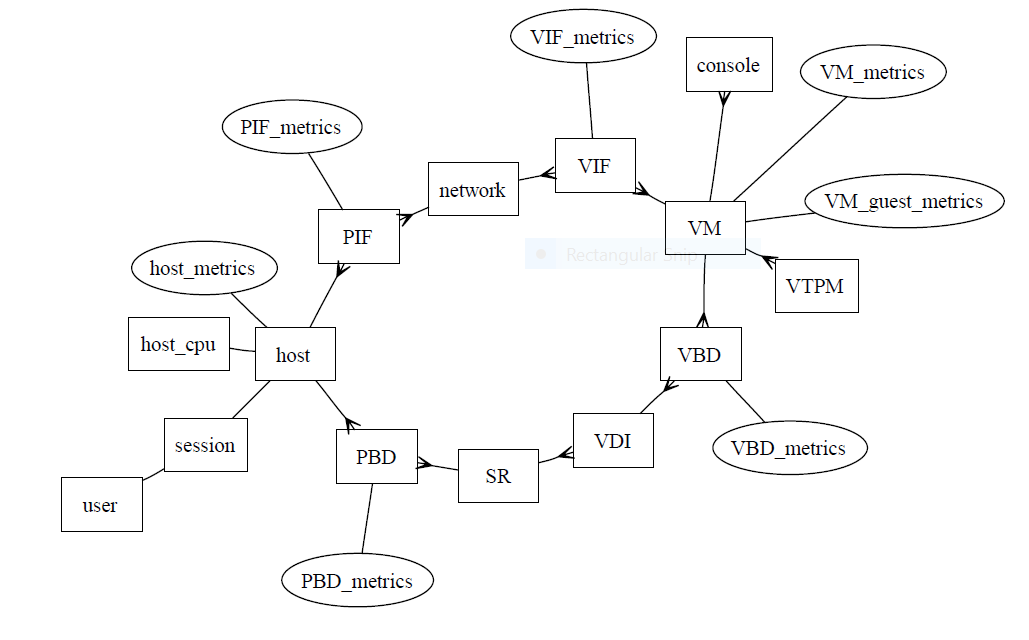 VIF_metrics
console
VM_metrics
PIF_metrics
VIF
network
VM_guest_metrics
VM
PIF
Rectangular Snip
host_metrics
VTPM
host_cpu
host
VBD
session
VDI
VBD_metrics
PBD
SR
user
PBD_metrics